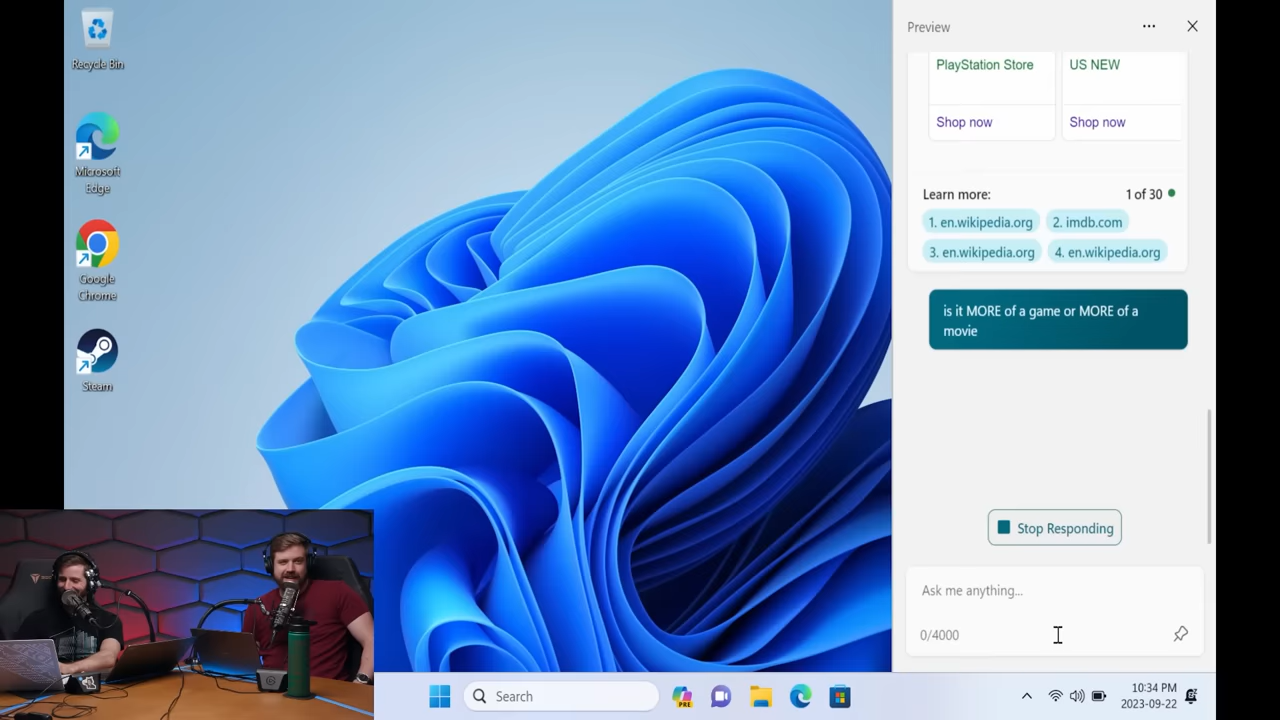 Recycle Bin
Microsoft
Edge
Google
Chrome
Steam
Preview
PlayStation Store
US NEW
Shop now
Shop now
Learn more:
1 of 30
1. en.wikipedia.org
2. imdb.com
3. en.wikipedia.org
4. en.wikipedia.org
is it MORE of a game or MORE of a
movie
Stop Responding
Ask me anything...
0/4000
Search
PRE
10:34 PM
2023-09-22